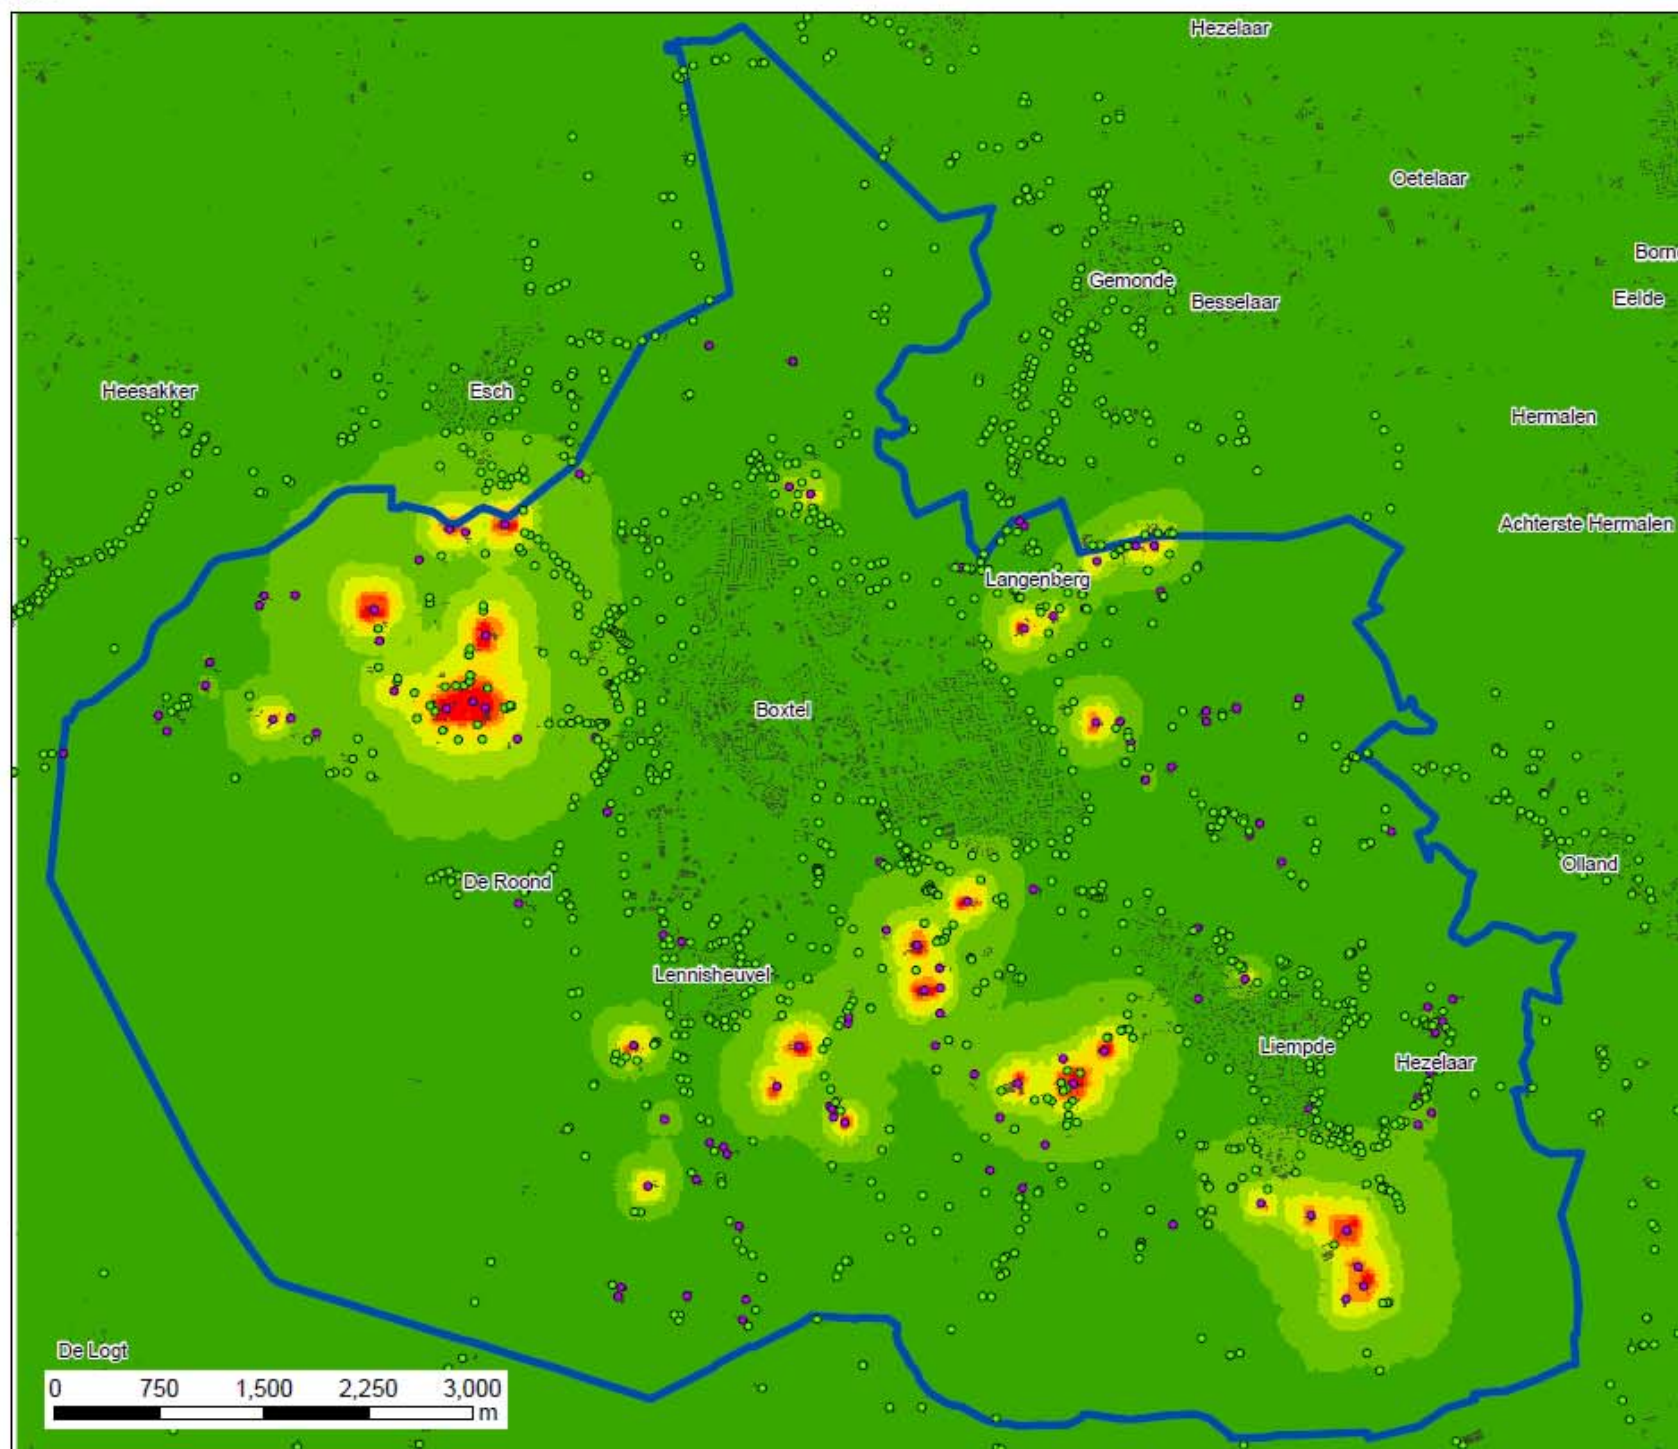 Hezelaar
Oetelaar
Born
Gemonde
Besselaar
Eelde
Heesakker
Esch
Hermalen
Achterste Hermalen
Langenberg
Boxtel
Olland
De Roond
Lennisheuvel
Liempde
Hezelaar
De Logt
0 750 1,500 2,250 3,000
m